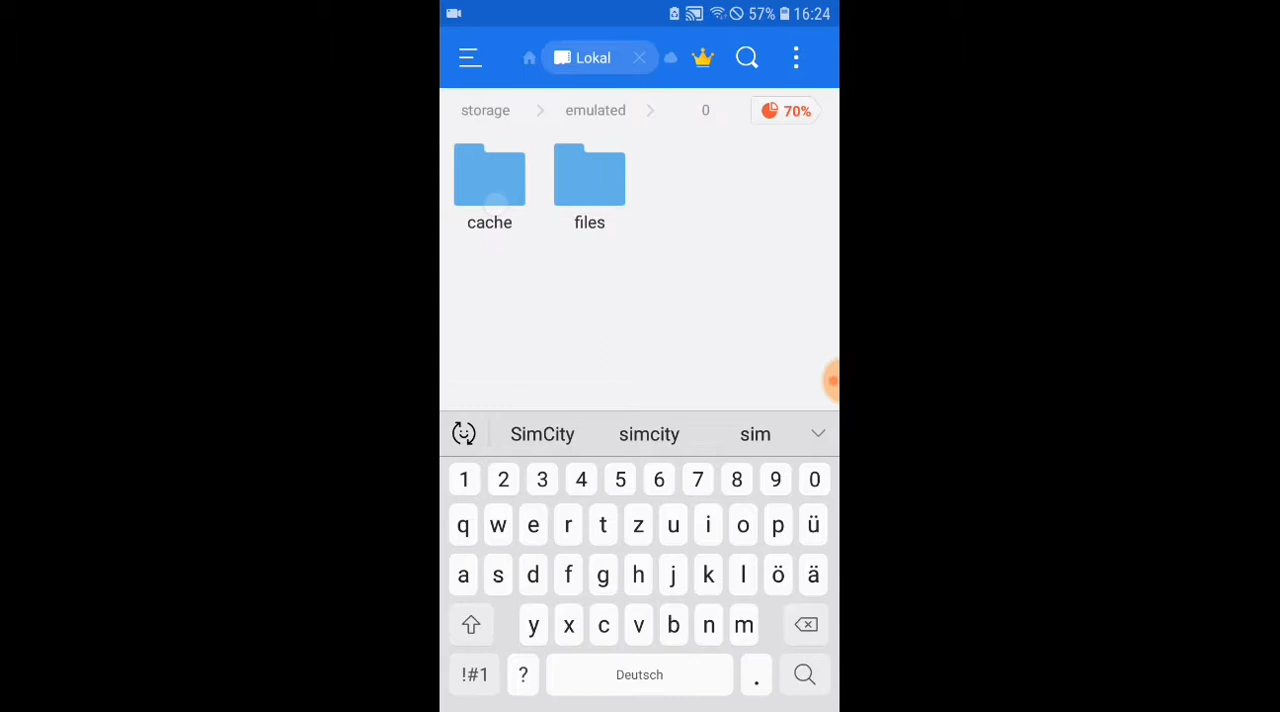 57% 16:24
Lokal
storage emulated 0 70%
cache files
SimCity simcity sim
1 2 3 4 5 6 7 8 9 0
q w e r t z u i o p ü
a s d f g h j k l ö ä
y x c v b n m
!#1 ? Deutsch .